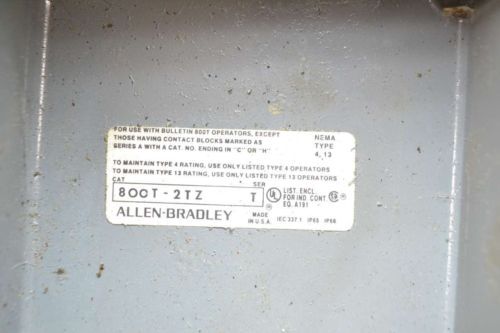 FOR USE WITH BULLETIN 800T OPERATORS, EXCEPT NEMA
THOSE HAVING CONTACT BLOCKS MARKED AS TYPE
SERIES A WITH A CAT. NO. ENDING IN "C" OR "H". 4, 13
TO MAINTAIN TYPE 4 RATING, USE ONLY LISTED TYPE 4 OPERATORS
TO MAINTAIN TYPE 13 RATING, USE ONLY LISTED TYPE 13 OPERATORS
CAT SER
800T-2TZ T UL LIST. ENCL. FOR IND CONT EQ. A191 SA
ALLEN-BRADLEY MADE IN U.S.A. IEC 337.1 IP65 IP66